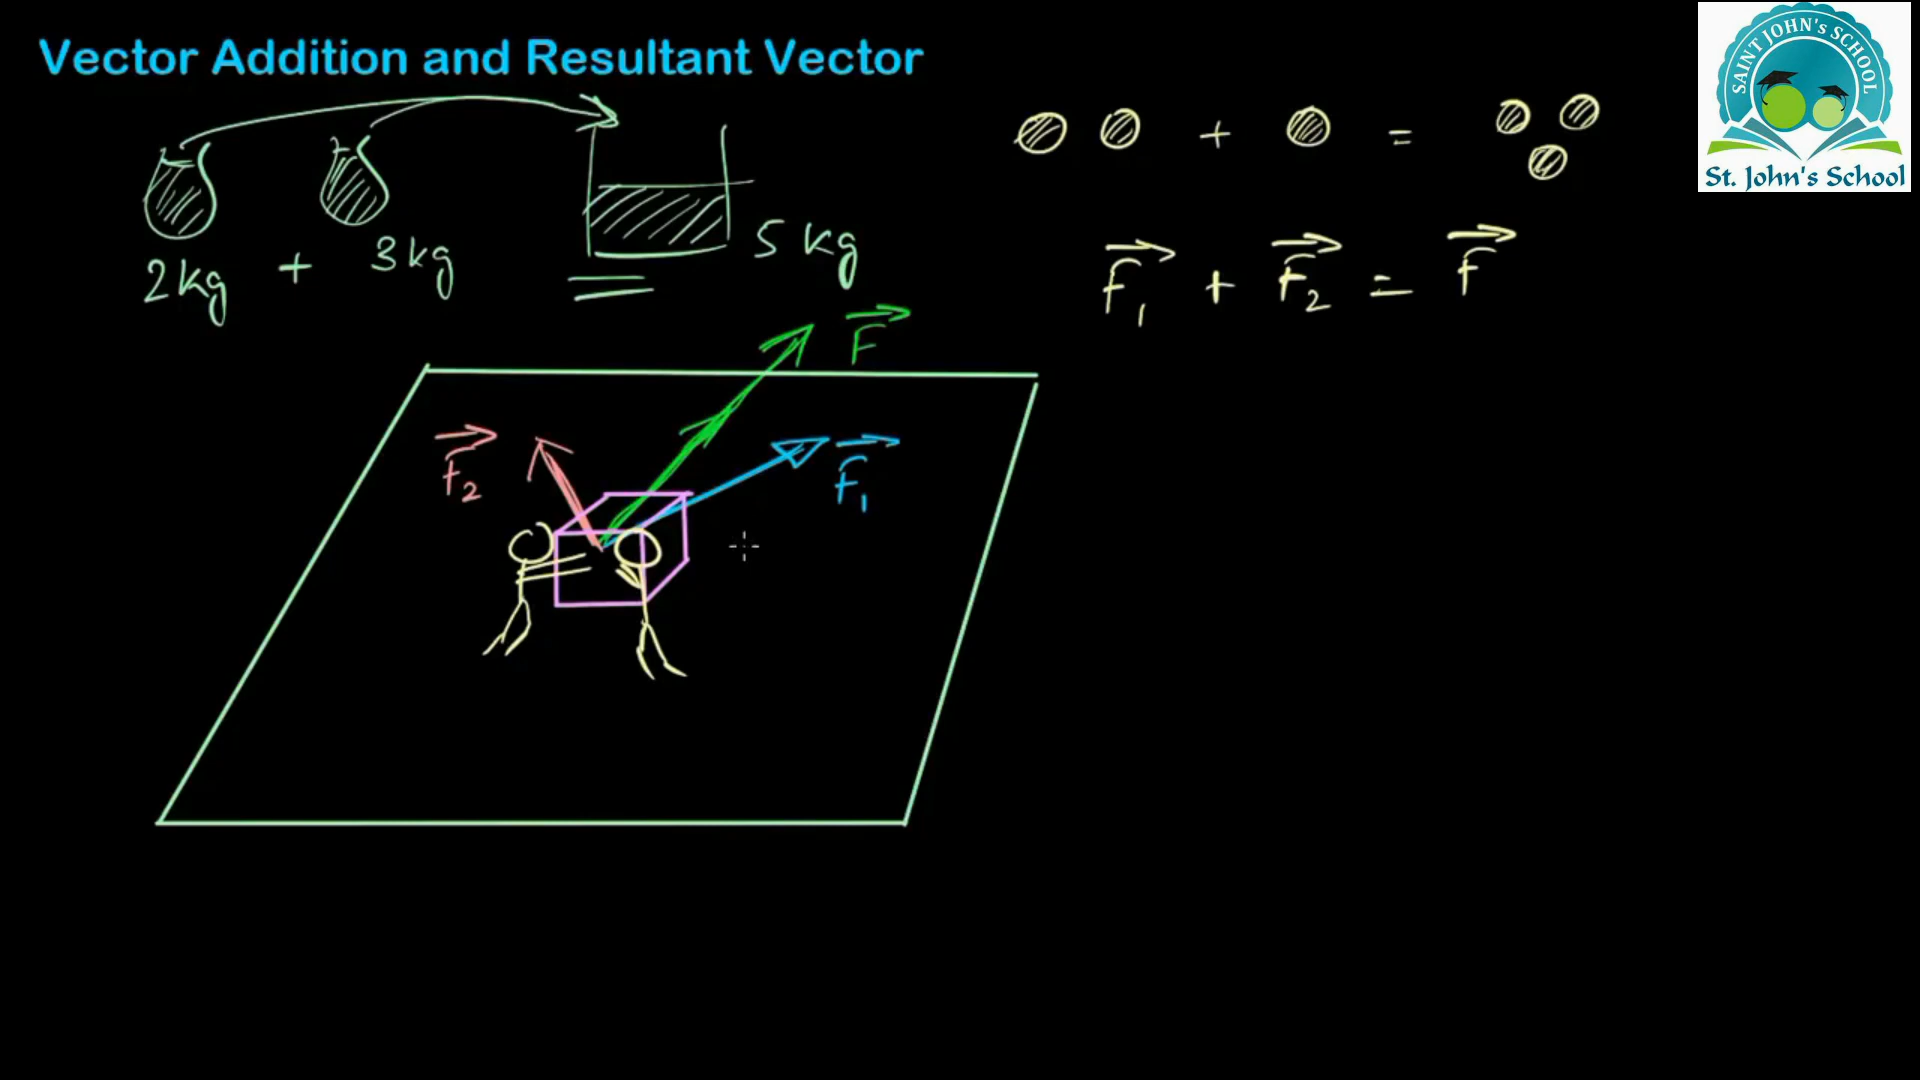 Vector Addition and Resultant Vector
SAINT JOHN's SCHOOL
St. John's School
+ =
2kg + 3kg = 5 kg
F₁ + F₂ = F
F
F₂
F₁